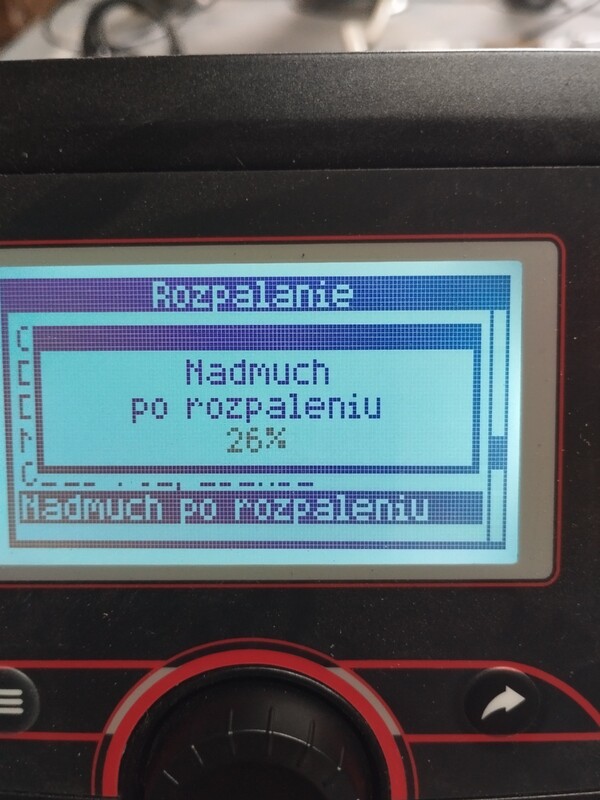 Rozpalanie
Nadmuch
po rozpaleniu
26%
Nadmuch po rozpaleniu